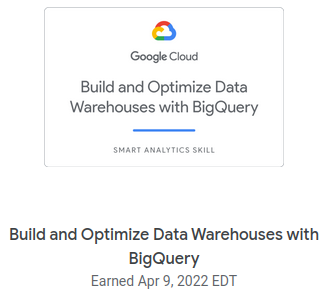 Google Cloud
Build and Optimize Data
Warehouses with BigQuery
SMART ANALYTICS SKILL
Build and Optimize Data Warehouses with
BigQuery
Earned Apr 9, 2022 EDT